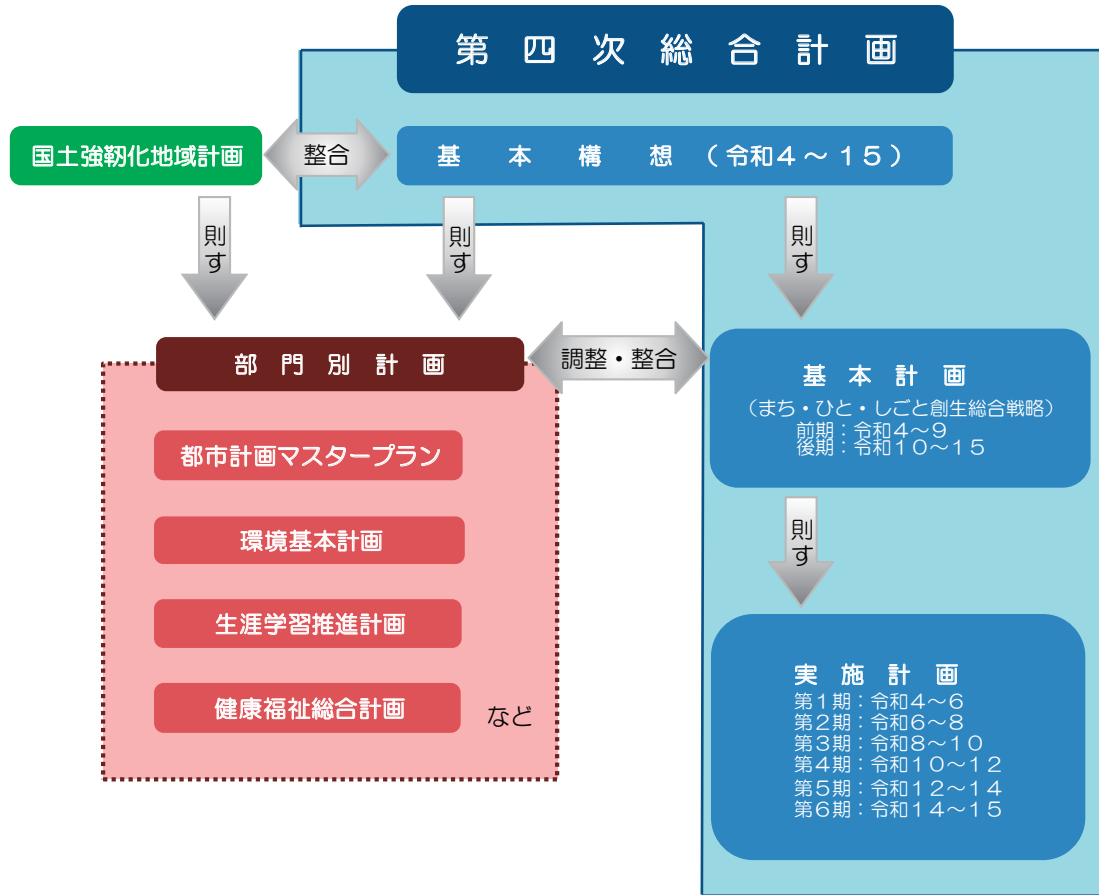 第四次総合計画
国土強靭化地域計画
整合
基本構想（令和４～１５）
則す
則す
則す
部門別計画
調整・整合
基本計画
（まち・ひと・しごと創生総合戦略）
前期：令和４～９
後期：令和１０～１５
都市計画マスタープラン
環境基本計画
生涯学習推進計画
健康福祉総合計画
など
則す
実施計画
第１期：令和４～６
第２期：令和６～８
第３期：令和８～１０
第４期：令和１０～１２
第５期：令和１２～１４
第６期：令和１４～１５